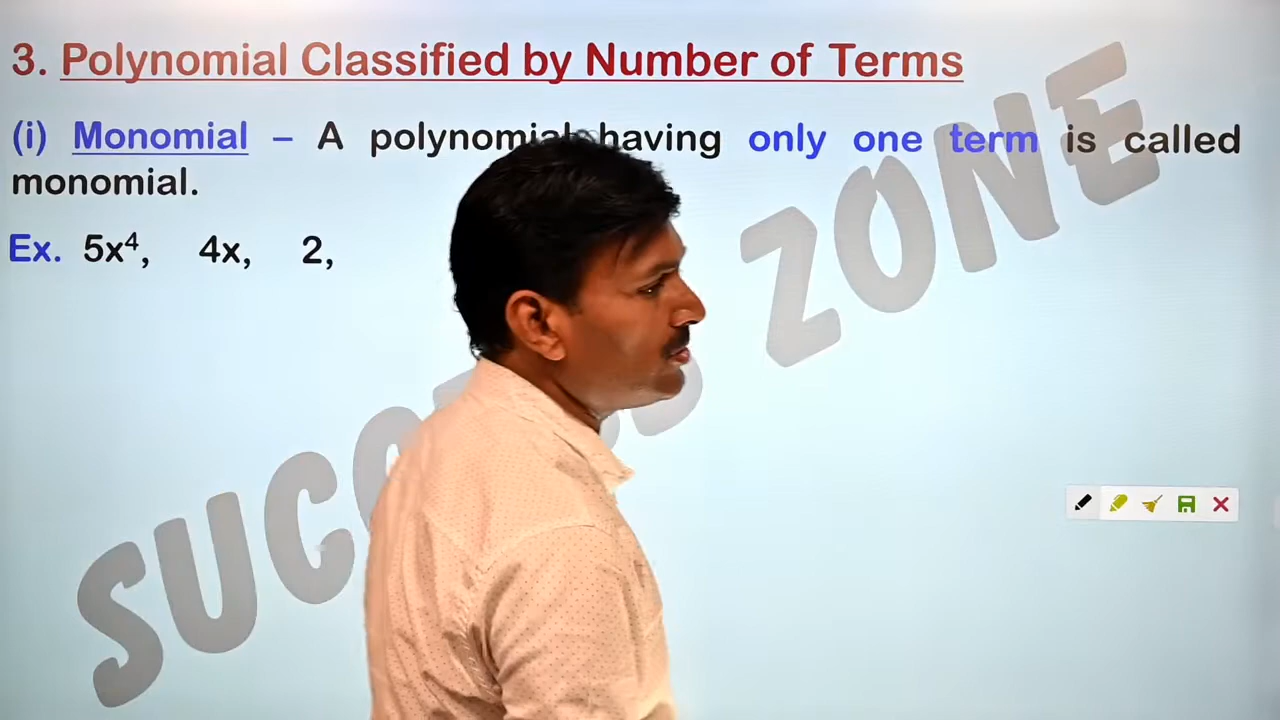 3. Polynomial Classified by Number of Terms
(i) Monomial – A polynomial having only one term is called
monomial.
Ex. 5x⁴, 4x, 2,
ZONE